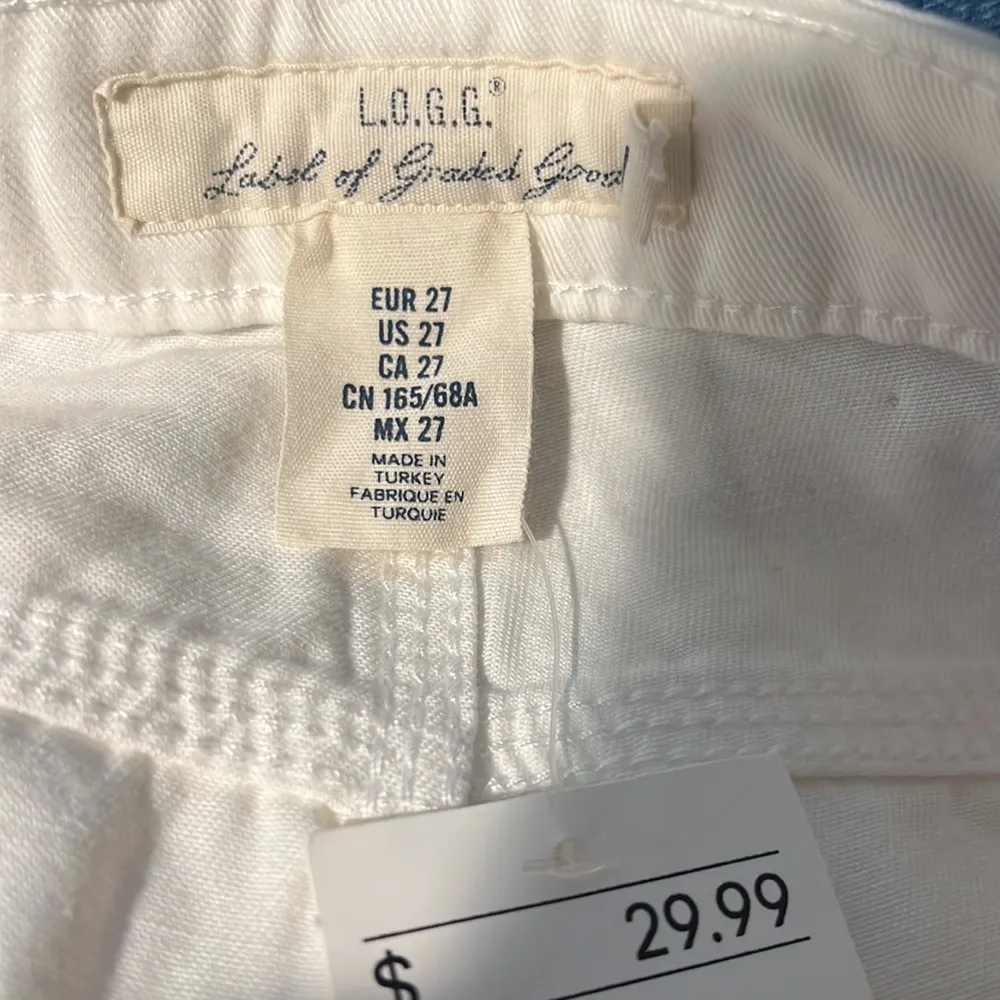 L.O.G.G.®
Label of Graded Good
EUR 27
US 27
CA 27
CN 165/68A
MX 27
MADE IN
TURKEY
FABRIQUE EN
TURQUIE
29.99
$